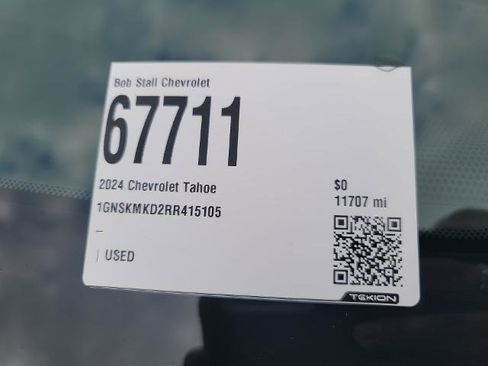 Bob Stall Chevrolet
67711
2024 Chevrolet Tahoe
$0
1GNSKMKD2RR415105
11707 mi
–
| USED
TEKION